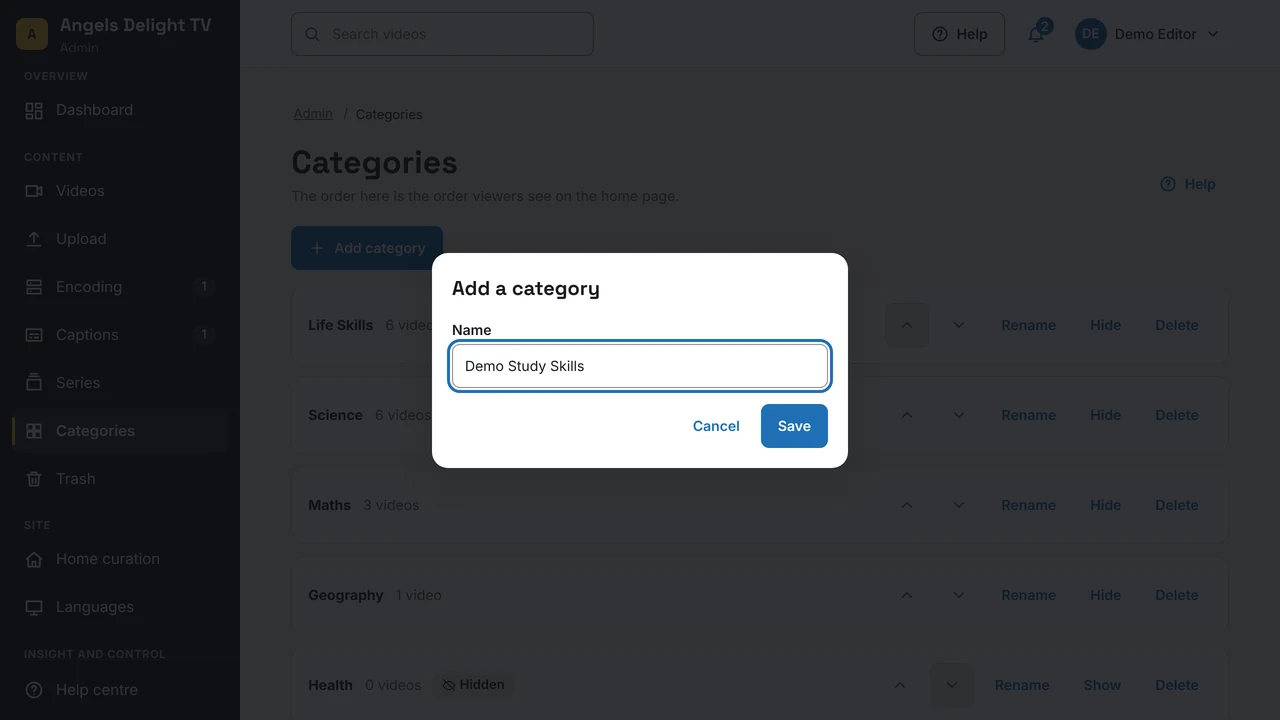 A
Angels Delight TV
Admin
OVERVIEW
Dashboard
CONTENT
Videos
Upload
Encoding 1
Captions 1
Series
Categories
Trash
SITE
Home curation
Languages
INSIGHT AND CONTROL
Help centre
Search videos
Help
2
DE
Demo Editor
Admin / Categories
Categories
The order here is the order viewers see on the home page.
Help
Add category
Add a category
Name
Demo Study Skills
Cancel
Save
Life Skills 6 videos Rename Hide Delete
Science 6 videos Rename Hide Delete
Maths 3 videos Rename Hide Delete
Geography 1 video Rename Hide Delete
Health 0 videos Hidden Rename Show Delete